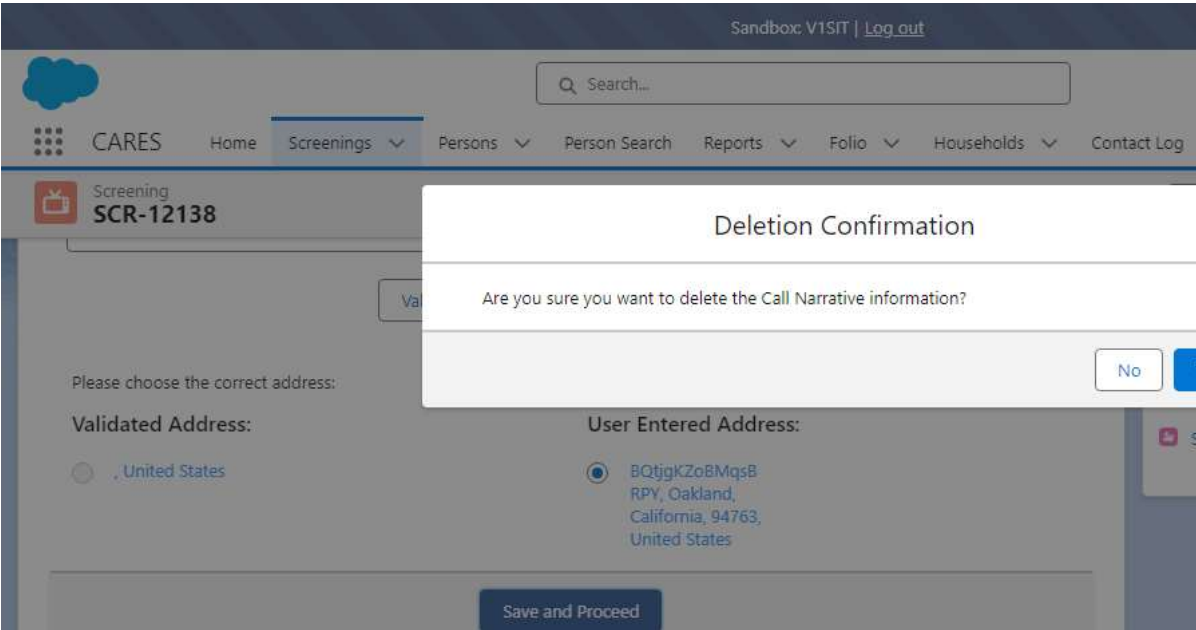 Sandbox: V1SIT | Log out
Search...
CARES Home Screenings Persons Person Search Reports Folio Households Contact Log
Screening
SCR-12138
Deletion Confirmation
Are you sure you want to delete the Call Narrative information?
No
Please choose the correct address:
Validated Address:
User Entered Address:
, United States
BQtjgKZoBMqsB
RPY, Oakland,
California, 94763,
United States
Save and Proceed